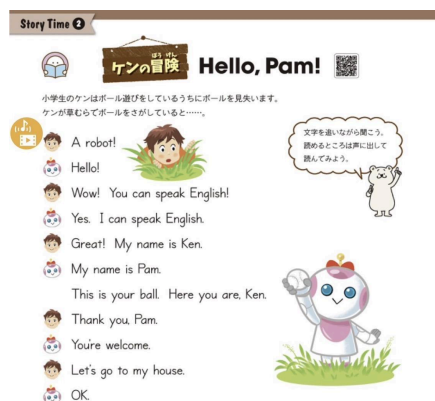 Story Time 2
ぼうけん
ケンの冒険
Hello, Pam!
小学生のケンはボール遊びをしているうちにボールを見失います。
ケンが草むらでボールをさがしていると……。
文字を追いながら聞こう。
読めるところは声に出して
読んでみよう。
A robot!
Hello!
Wow! You can speak English!
Yes. I can speak English.
Great! My name is Ken.
My name is Pam.
This is your ball. Here you are, Ken.
Thank you, Pam.
You're welcome.
Let's go to my house.
OK.